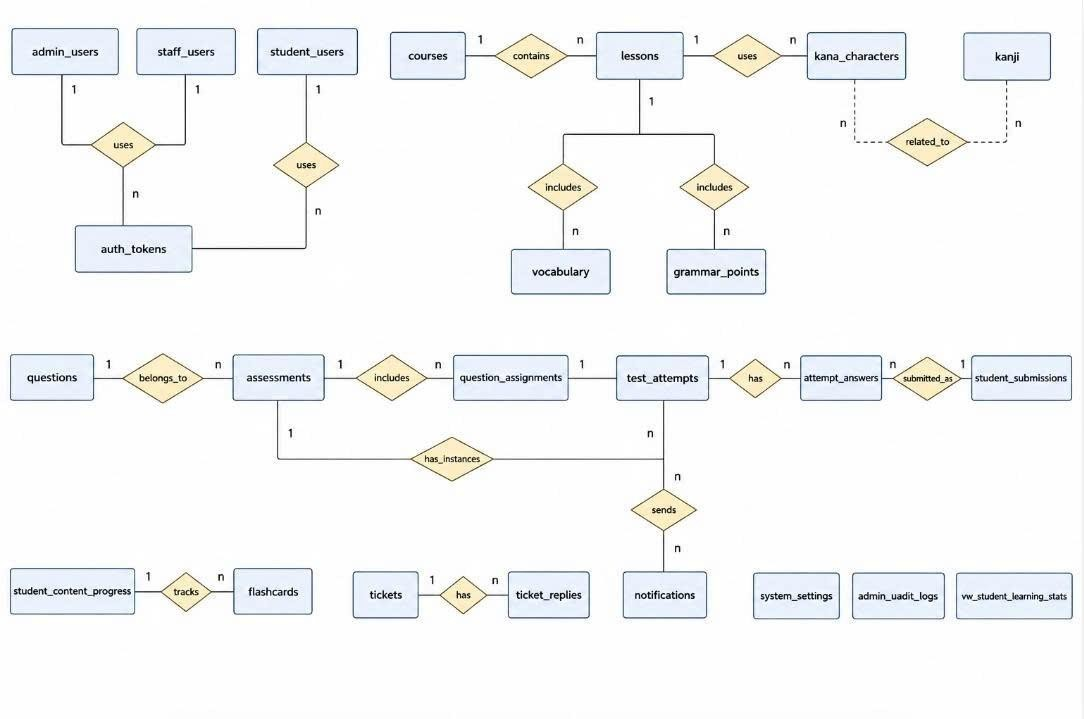 admin_users
staff_users
student_users
1
1
1
uses
uses
n
n
auth_tokens
courses
1
contains
n
lessons
1
uses
n
kana_characters
kanji
n
related_to
n
1
includes
includes
n
n
vocabulary
grammar_points
questions
1
belongs_to
n
assessments
1
includes
n
question_assignments
1
test_attempts
1
has
n
attempt_answers
n
submitted_as
1
student_submissions
1
has_instances
n
n
sends
n
student_content_progress
1
tracks
n
flashcards
tickets
1
has
n
ticket_replies
notifications
system_settings
admin_uadit_logs
vw_student_learning_stats